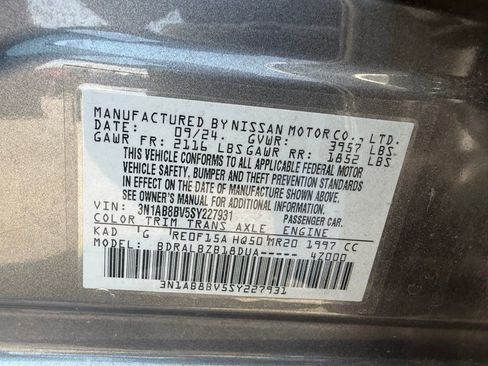 MANUFACTURED BY NISSAN MOTOR CO., LTD.
DATE: 09/24. GVWR: 3957 LBS
GAWR FR: 2116 LBS GAWR RR: 1852 LBS
THIS VEHICLE CONFORMS TO ALL APPLICABLE FEDERAL MOTOR
VEHICLE SAFETY, BUMPER AND THEFT PREVENTION STANDARDS
IN EFFECT ON THE DATE OF MANUFACTURE SHOWN ABOVE.
SEE OWNER'S MANUAL FOR ADDITIONAL INFORMATION
VIN: 3N1AB8BV5SY227931 PASSENGER CAR.
COLOR TRIM TRANS AXLE ENGINE
KAD G RE0F15A HQ50 MR20 1997 CC
MODEL: BDRALBZB18DUA----- 4Z000
3N1AB8BV5SY227931